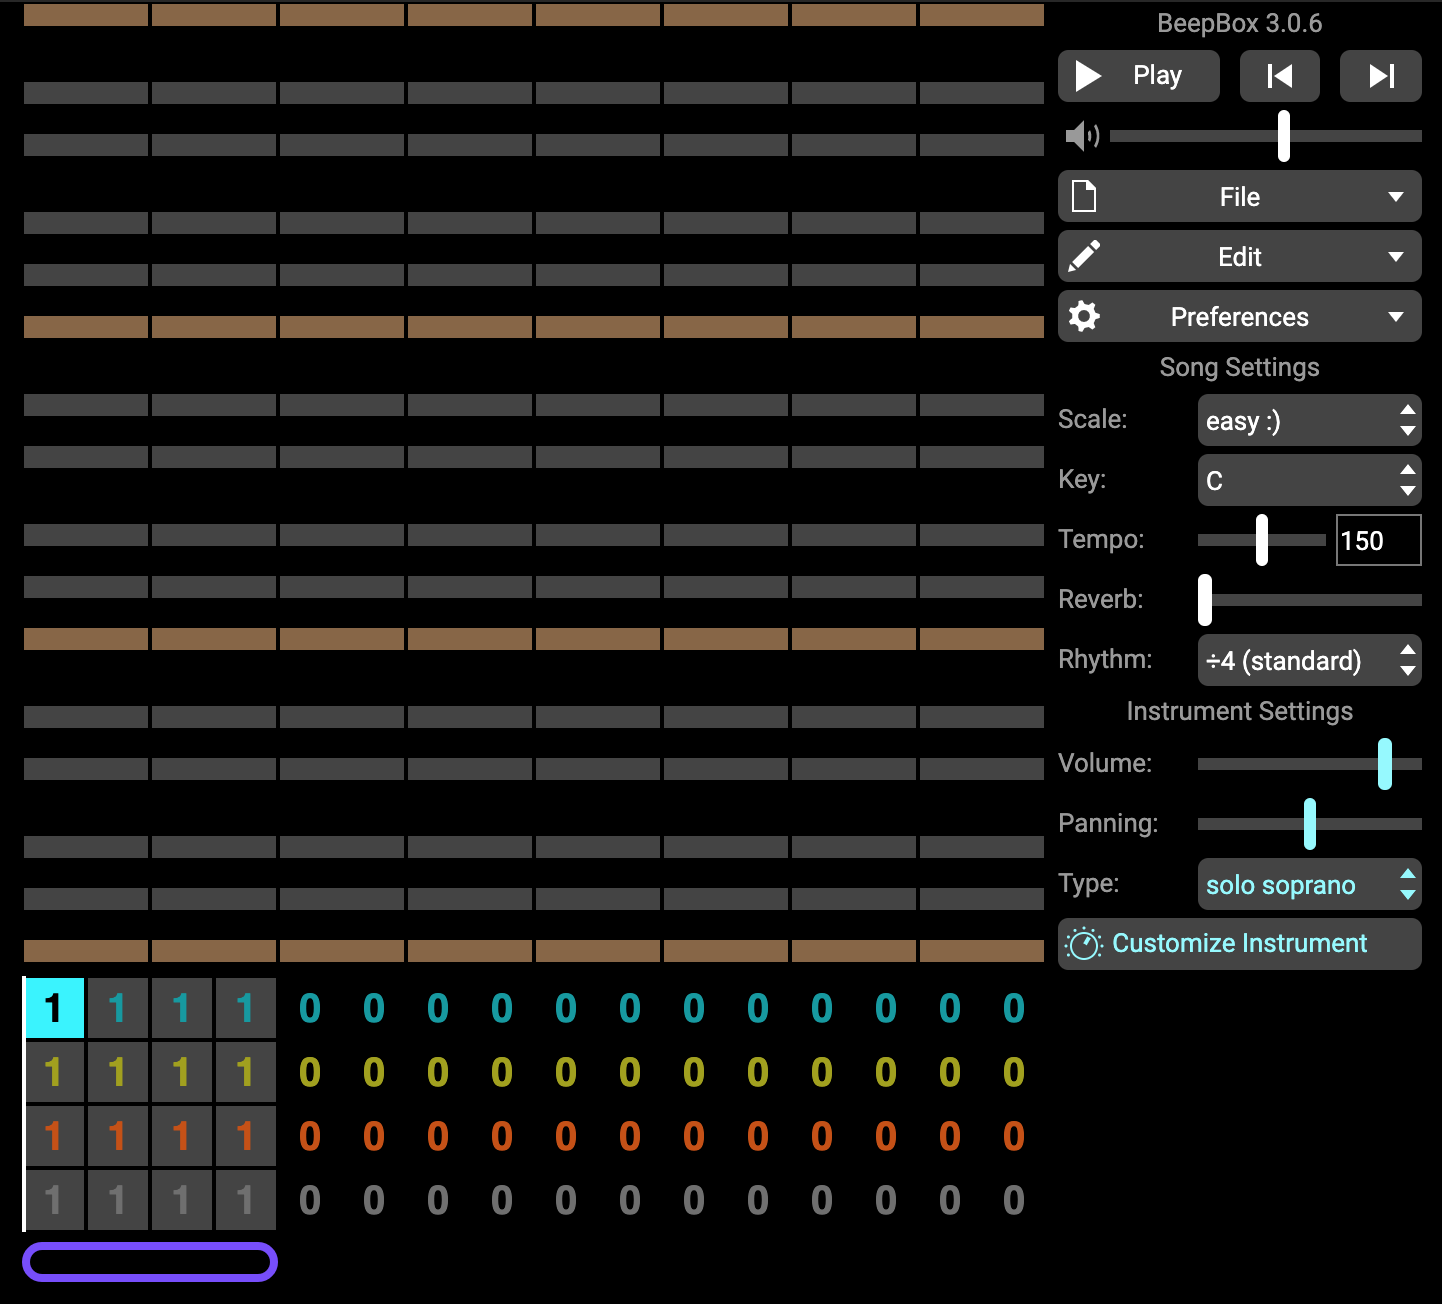 BeepBox 3.0.6
Play
File
Edit
Preferences
Song Settings
Scale: easy :)
Key: C
Tempo: 150
Reverb:
Rhythm: ÷4 (standard)
Instrument Settings
Volume:
Panning:
Type: solo soprano
Customize Instrument
1 1 1 1 0 0 0 0 0 0 0 0 0 0 0 0
1 1 1 1 0 0 0 0 0 0 0 0 0 0 0 0
1 1 1 1 0 0 0 0 0 0 0 0 0 0 0 0
1 1 1 1 0 0 0 0 0 0 0 0 0 0 0 0